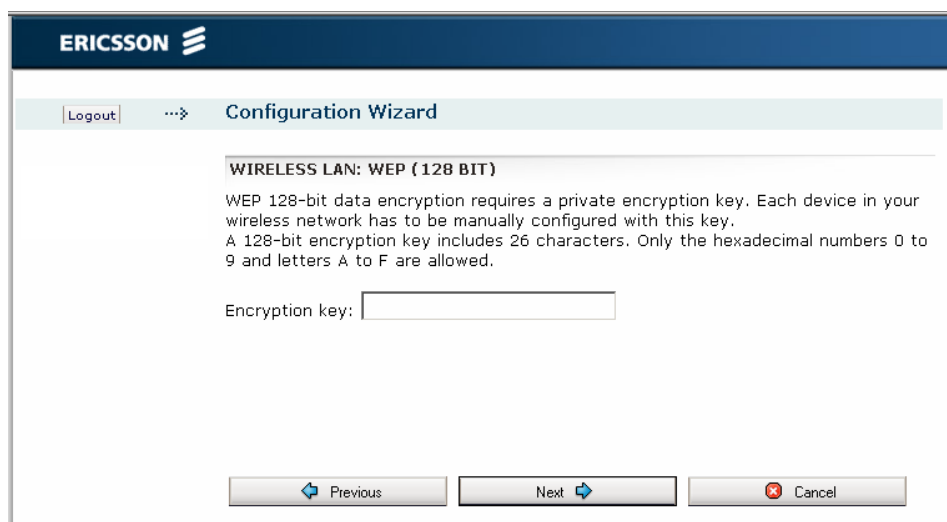 ERICSSON
Logout
Configuration Wizard
WIRELESS LAN: WEP (128 BIT)
WEP 128-bit data encryption requires a private encryption key. Each device in your
wireless network has to be manually configured with this key.
A 128-bit encryption key includes 26 characters. Only the hexadecimal numbers 0 to
9 and letters A to F are allowed.
Encryption key:
Previous
Next
Cancel